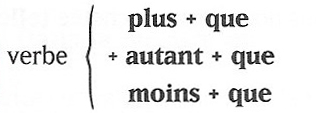 plus + que
verbe + autant + que
moins + que